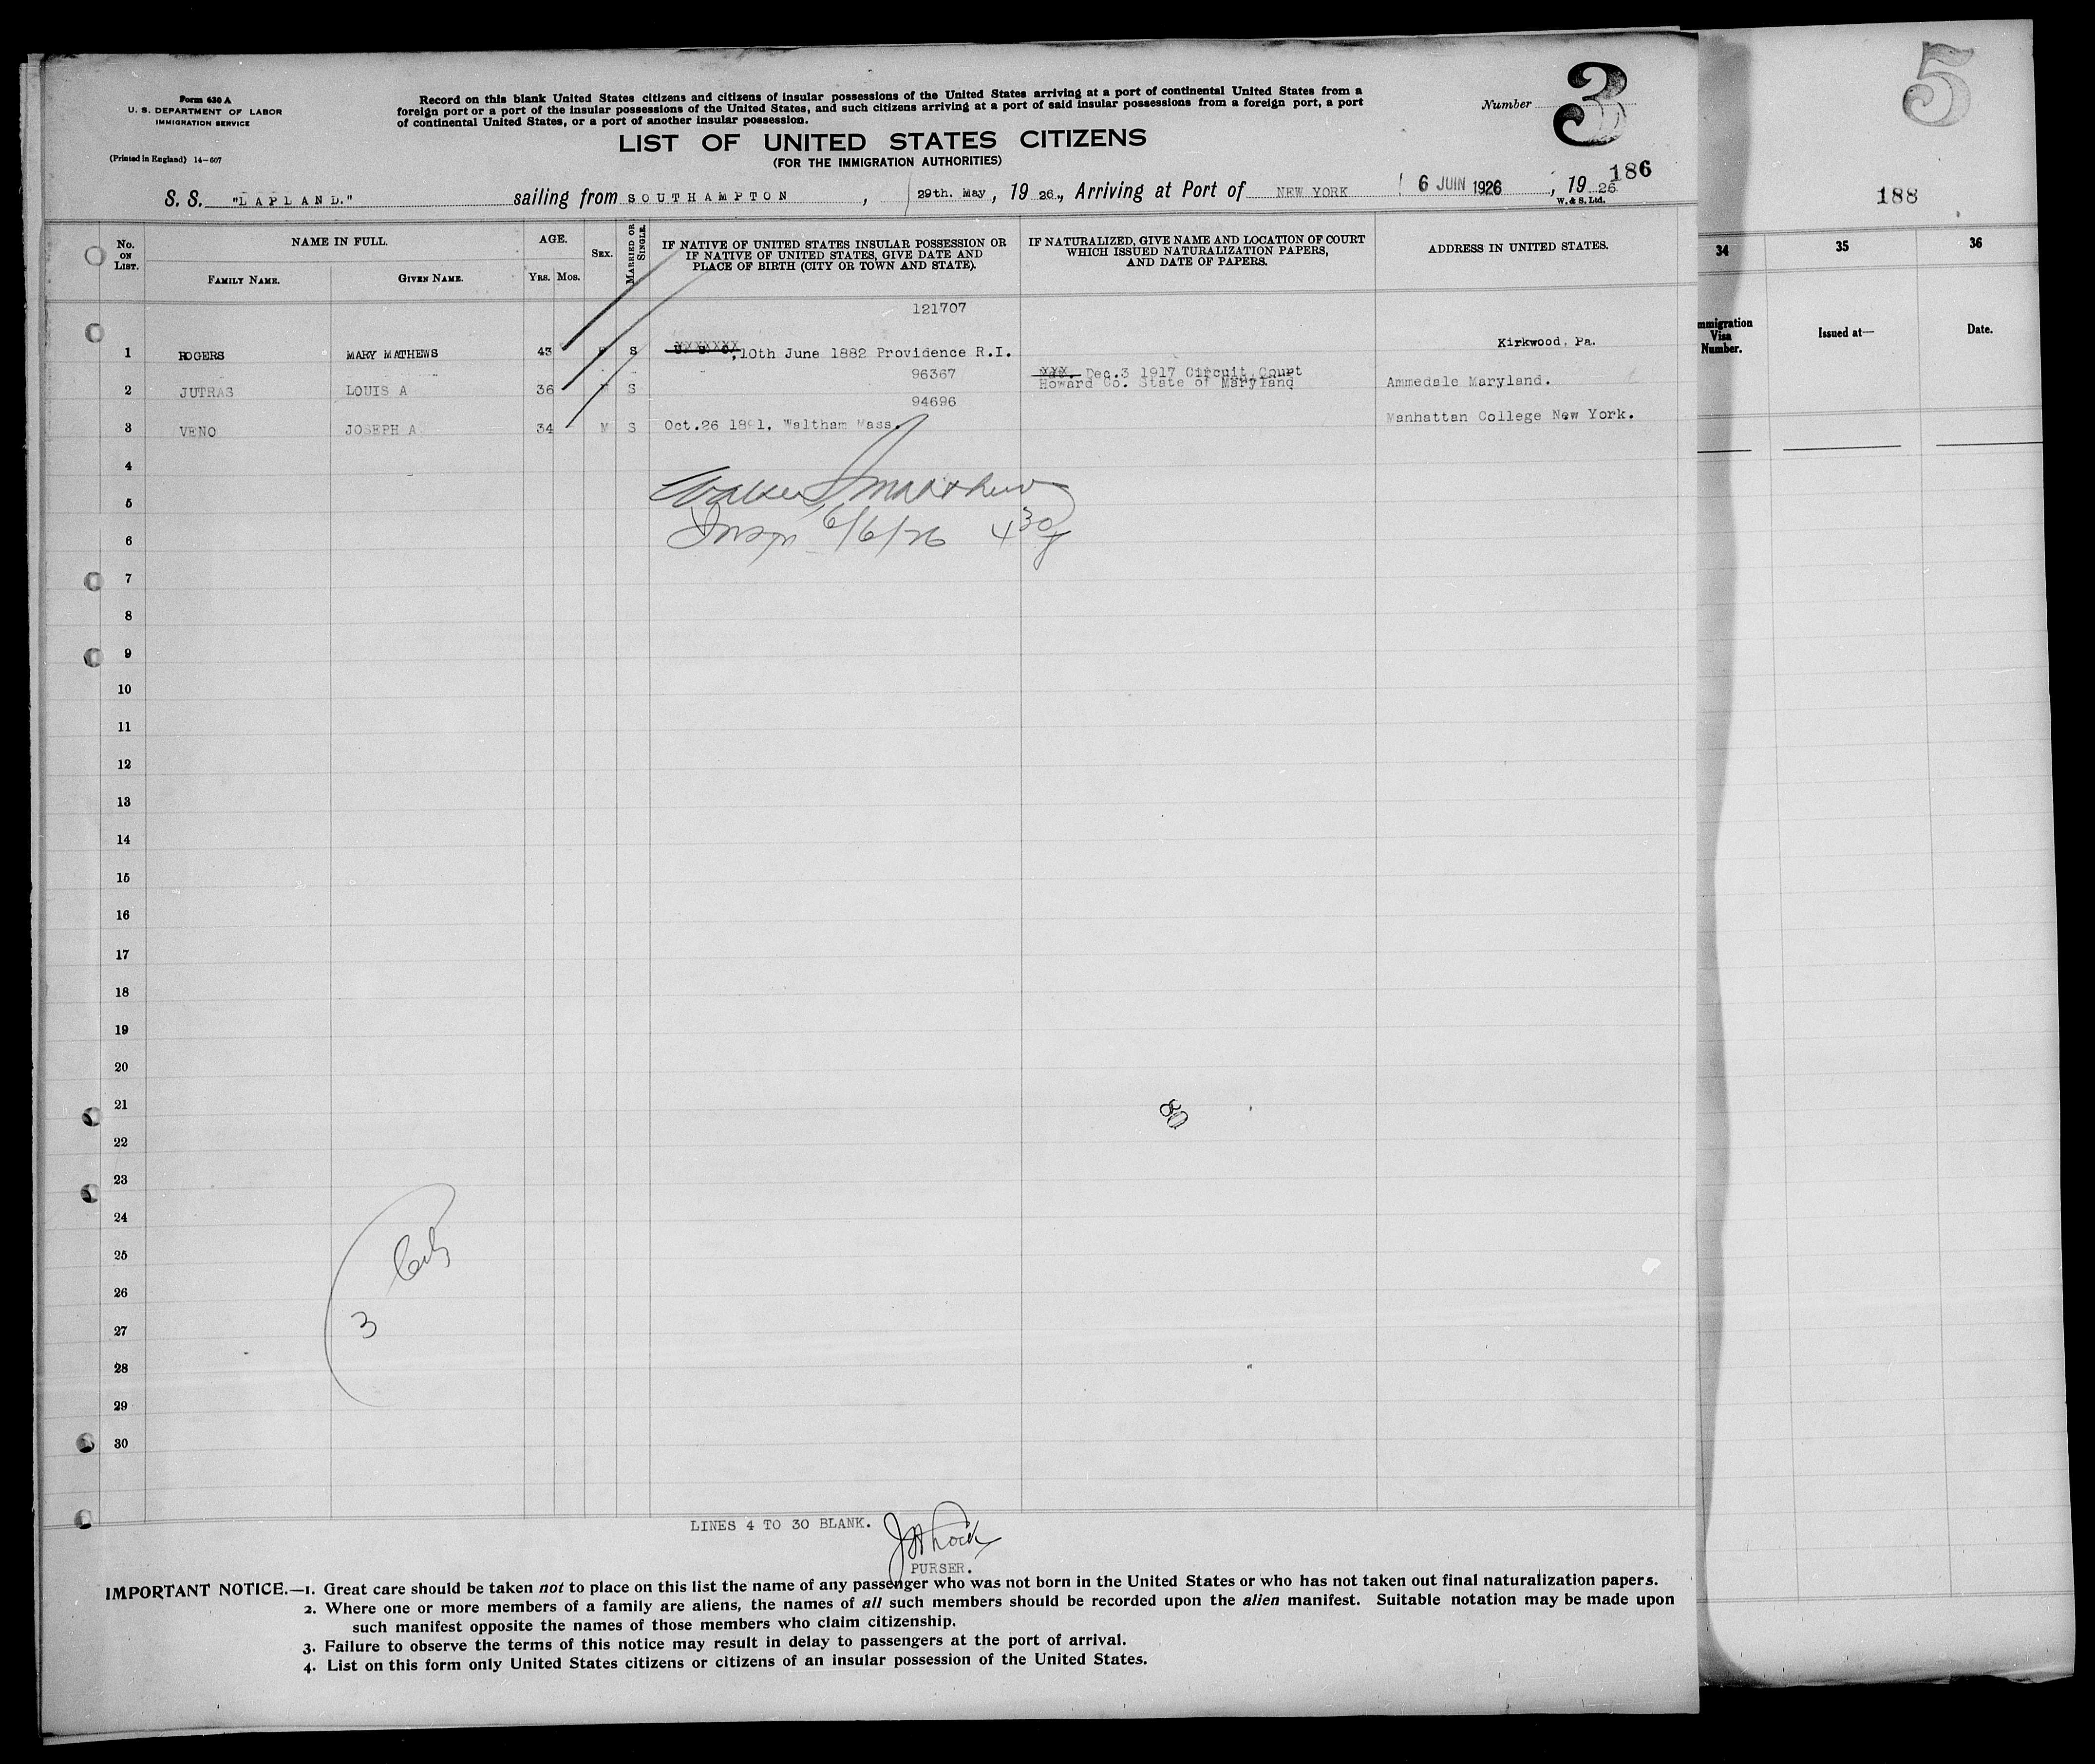 Form 630 A
U. S. DEPARTMENT OF LABOR
IMMIGRATION SERVICE
(Printed in England) 14-607
Record on this blank United States citizens and citizens of insular possessions of the United States arriving at a port of continental United States from a
foreign port or a port of the insular possessions of the United States, and such citizens arriving at a port of said insular possessions from a foreign port, a port
of continental United States, or a port of another insular possession.
LIST OF UNITED STATES CITIZENS
(FOR THE IMMIGRATION AUTHORITIES)
Number 3
186
S. S. "LAPLAND." sailing from SOUTHAMPTON, 29th. May, 19 26., Arriving at Port of NEW YORK 6 JUIN 1926, 19 26
W. & S. Ltd.
No. ON LIST.
NAME IN FULL.
FAMILY NAME.
GIVEN NAME.
AGE.
Yrs. Mos.
SEX.
MARRIED OR SINGLE.
IF NATIVE OF UNITED STATES INSULAR POSSESSION OR
IF NATIVE OF UNITED STATES, GIVE DATE AND
PLACE OF BIRTH (CITY OR TOWN AND STATE).
IF NATURALIZED, GIVE NAME AND LOCATION OF COURT
WHICH ISSUED NATURALIZATION PAPERS,
AND DATE OF PAPERS.
ADDRESS IN UNITED STATES.
121707
1 ROGERS MARY MATHEWS 43 S U. S. C. XXXXXXX, 10th June 1882 Providence R.I. Kirkwood, Pa.
96367
2 JUTRAS LOUIS A 36 S XXX. Dec.3 1917 Circuit Court
Howard Co. State of Maryland Ammedale Maryland.
94696
3 VENO JOSEPH A 34 M S Oct.26 1891, Waltham Mass. Manhattan College New York.
4
5
Matthews
6
Insp 6/6/26 4 30
7
8
9
10
11
12
13
14
15
16
17
18
19
20
21
22
23
24
25
26
27
28
29
30
3
LINES 4 TO 30 BLANK.
PURSER.
IMPORTANT NOTICE.—1. Great care should be taken not to place on this list the name of any passenger who was not born in the United States or who has not taken out final naturalization papers.
2. Where one or more members of a family are aliens, the names of all such members should be recorded upon the alien manifest. Suitable notation may be made upon
such manifest opposite the names of those members who claim citizenship.
3. Failure to observe the terms of this notice may result in delay to passengers at the port of arrival.
4. List on this form only United States citizens or citizens of an insular possession of the United States.
5
188
34 35 36
Visa
Number.
Issued at—
Date.